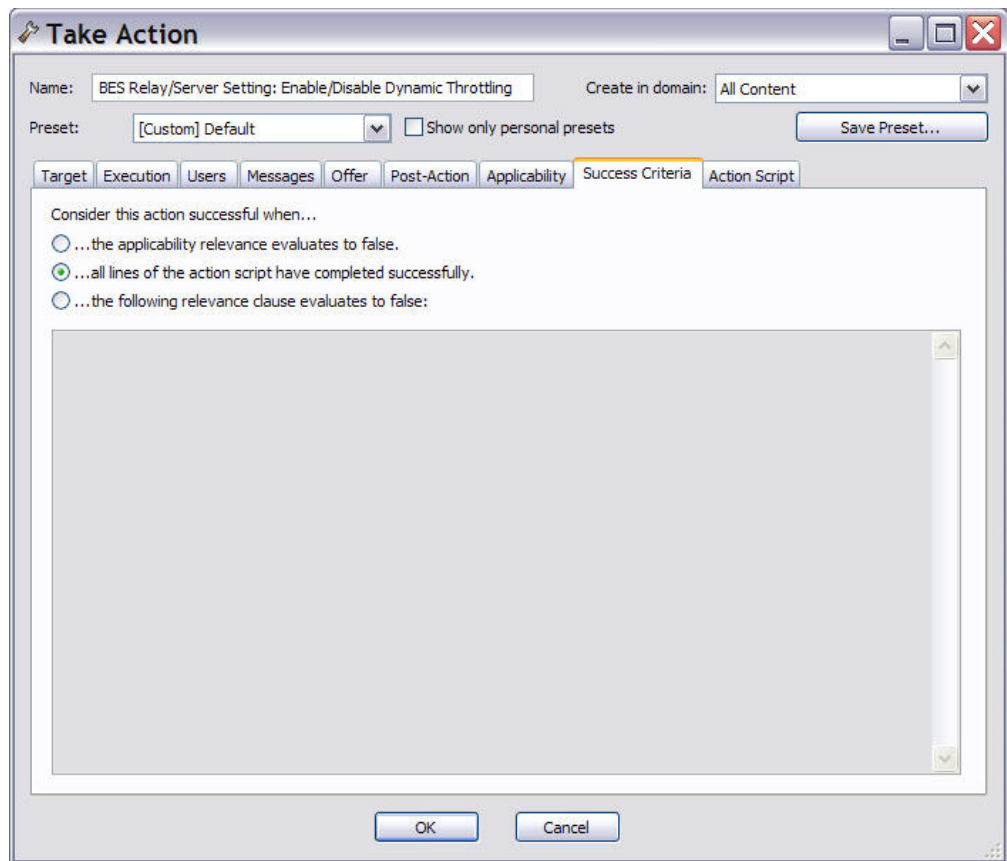 Take Action
Name: BES Relay/Server Setting: Enable/Disable Dynamic Throttling Create in domain: All Content
Preset: [Custom] Default Show only personal presets Save Preset...
Target Execution Users Messages Offer Post-Action Applicability Success Criteria Action Script
Consider this action successful when...
...the applicability relevance evaluates to false.
...all lines of the action script have completed successfully.
...the following relevance clause evaluates to false:
OK Cancel